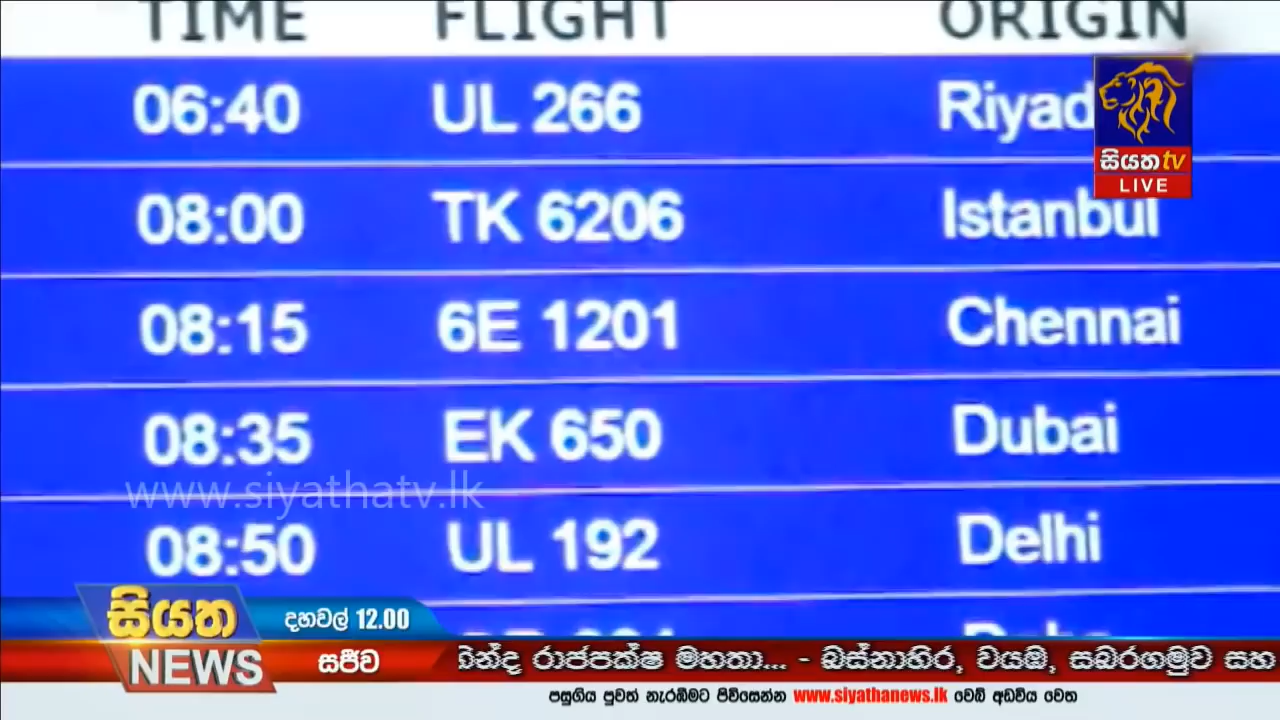 TIME FLIGHT ORIGIN
06:40 UL 266
08:00 TK 6206 Istanbul
08:15 6E 1201 Chennai
08:35 EK 650 Dubai
08:50 UL 192 Delhi
සියත tv
LIVE
www.siyathatv.lk
සියත
NEWS
දහවල් 12.00
සජීව
රාජපක්ෂ මහතා... - බස්නාහිර, වයඹ, සබරගමුව සහ
පසුගිය පුවත් නැරඹීමට පිවිසෙන්න www.siyathanews.lk වෙබ් අඩවිය වෙත